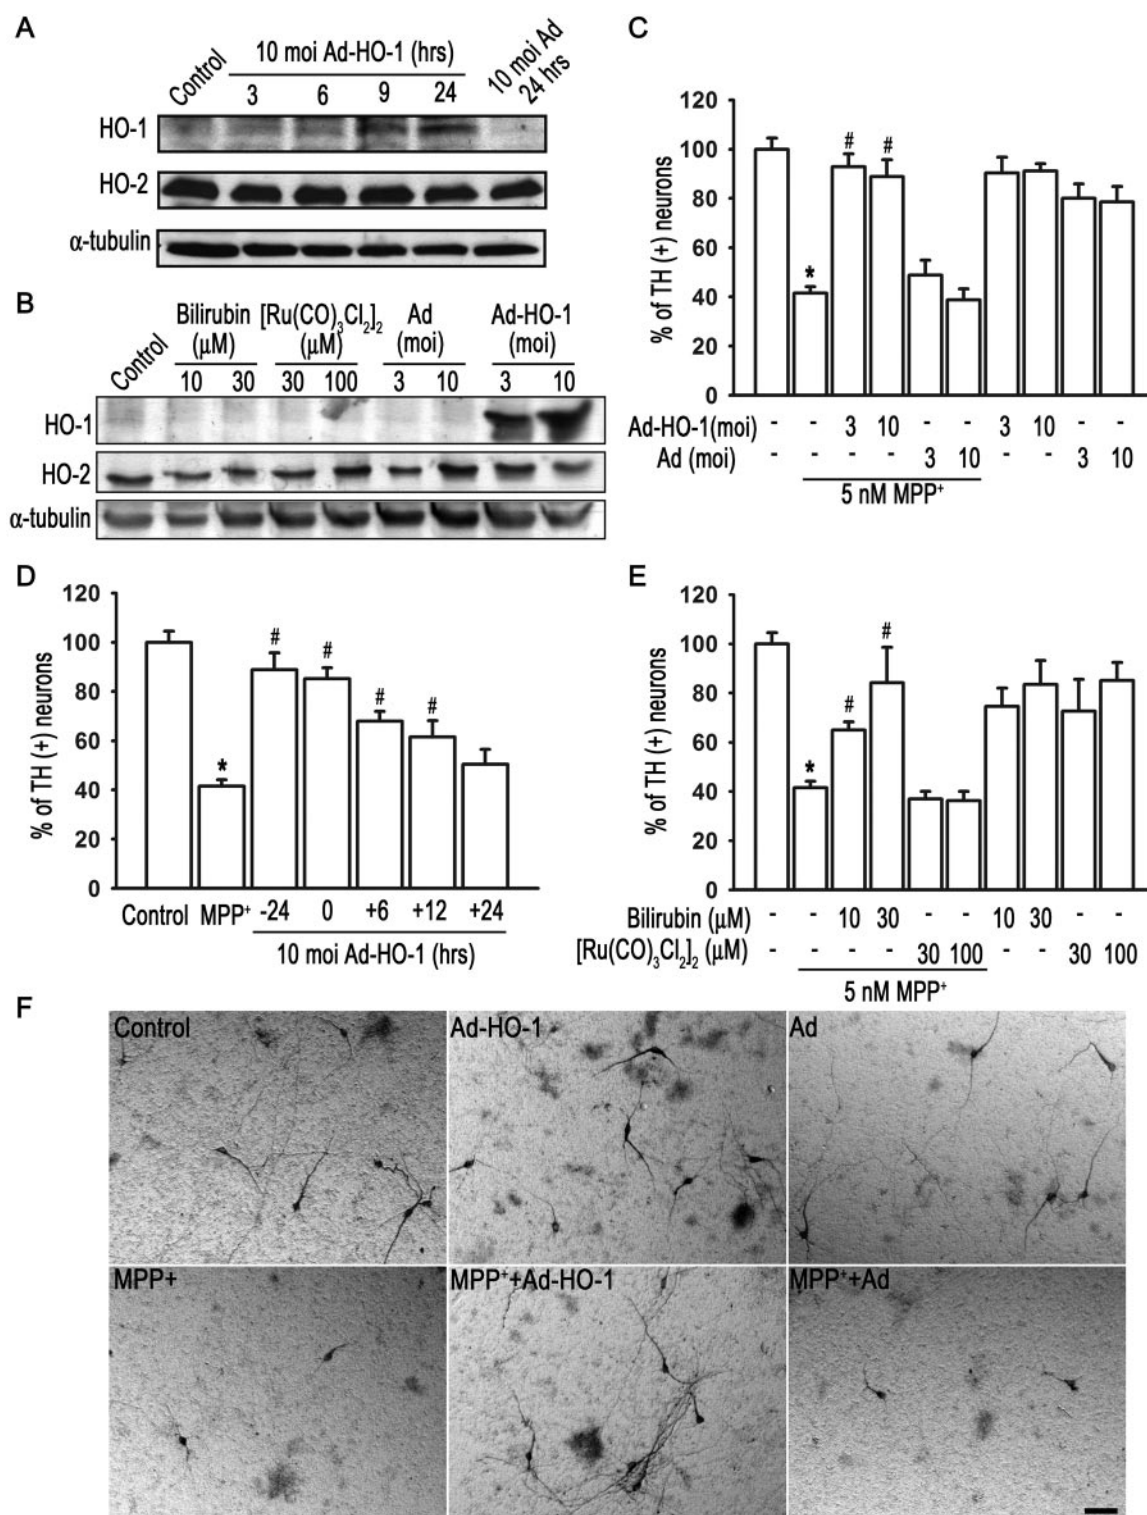 A
10 moi Ad-HO-1 (hrs)
Control 3 6 9 24 10 moi Ad 24 hrs
HO-1
HO-2
α-tubulin
B
Bilirubin (μM) [Ru(CO)₃Cl₂]₂ (μM) Ad (moi) Ad-HO-1 (moi)
Control 10 30 30 100 3 10 3 10
HO-1
HO-2
α-tubulin
C
% of TH (+) neurons
120
100
80
60
40
20
0
* # #
Ad-HO-1(moi) - - 3 10 - - 3 10 - -
Ad (moi) - - - - 3 10 - - 3 10
5 nM MPP⁺
D
% of TH (+) neurons
120
100
80
60
40
20
0
* # # # #
Control MPP⁺ -24 0 +6 +12 +24
10 moi Ad-HO-1 (hrs)
E
% of TH (+) neurons
120
100
80
60
40
20
0
* # #
Bilirubin (μM) - - 10 30 - - 10 30 - -
[Ru(CO)₃Cl₂]₂ (μM) - - - - 30 100 - - 30 100
5 nM MPP⁺
F
Control Ad-HO-1 Ad
MPP+ MPP⁺+Ad-HO-1 MPP⁺+Ad